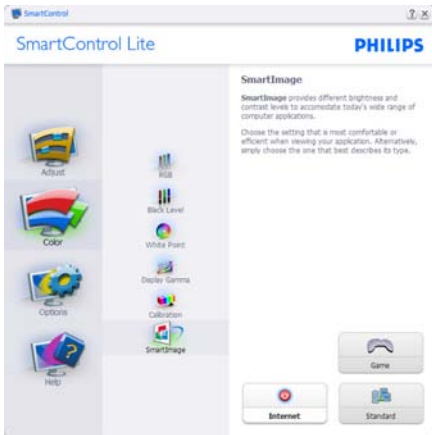 SmartControl
SmartControl Lite
PHILIPS
Adjust
Color
Options
Help
RGB
Black Level
White Point
Display Gamma
Calibration
SmartImage
SmartImage
SmartImage provides different brightness and
contrast levels to accomodate today's wide range of
computer applications.
Choose the setting that is most comfortable or
efficient when viewing your application. Alternatively,
simply choose the one that best describes its type.
Game
Internet
Standard